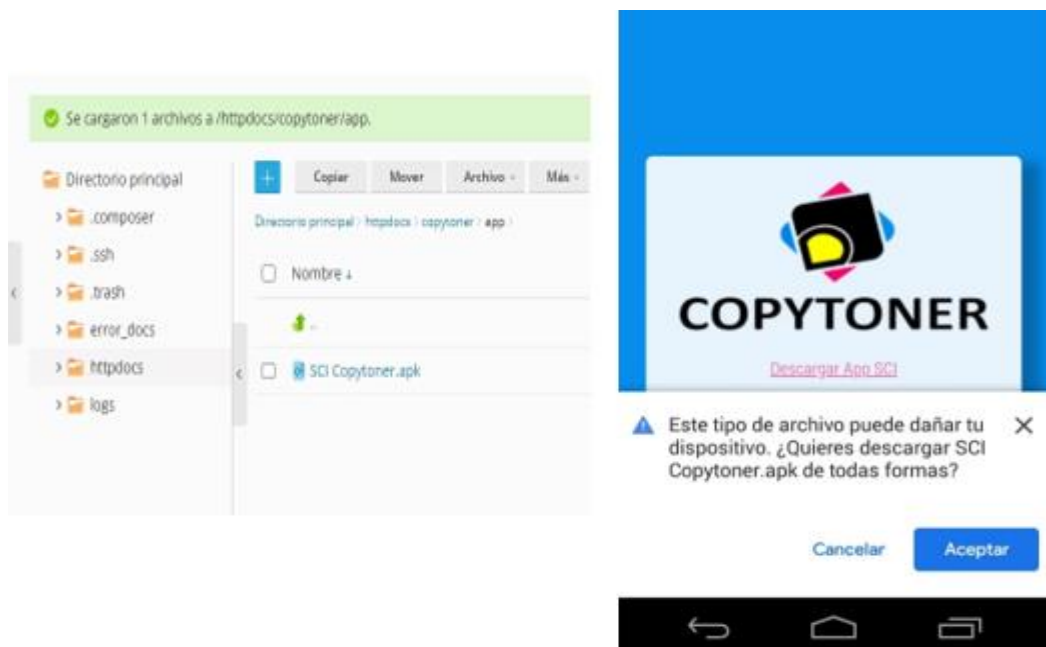 Se cargaron 1 archivos a /httpdocs/copytoner/app.
Directorio principal
.composer
.ssh
.trash
error_docs
httpdocs
logs
+ Copiar Mover Archivo Más
Directorio principal > httpdocs > copytoner > app >
Nombre ↓
..
SCI Copytoner.apk
COPYTONER
Descargar App SCI
Este tipo de archivo puede dañar tu
dispositivo. ¿Quieres descargar SCI
Copytoner.apk de todas formas?
Cancelar Aceptar